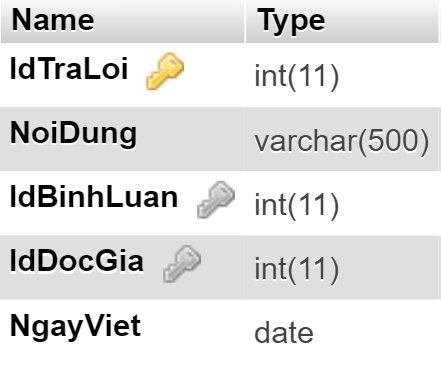 Name Type
IdTraLoi int(11)
NoiDung varchar(500)
IdBinhLuan int(11)
IdDocGia int(11)
NgayViet date